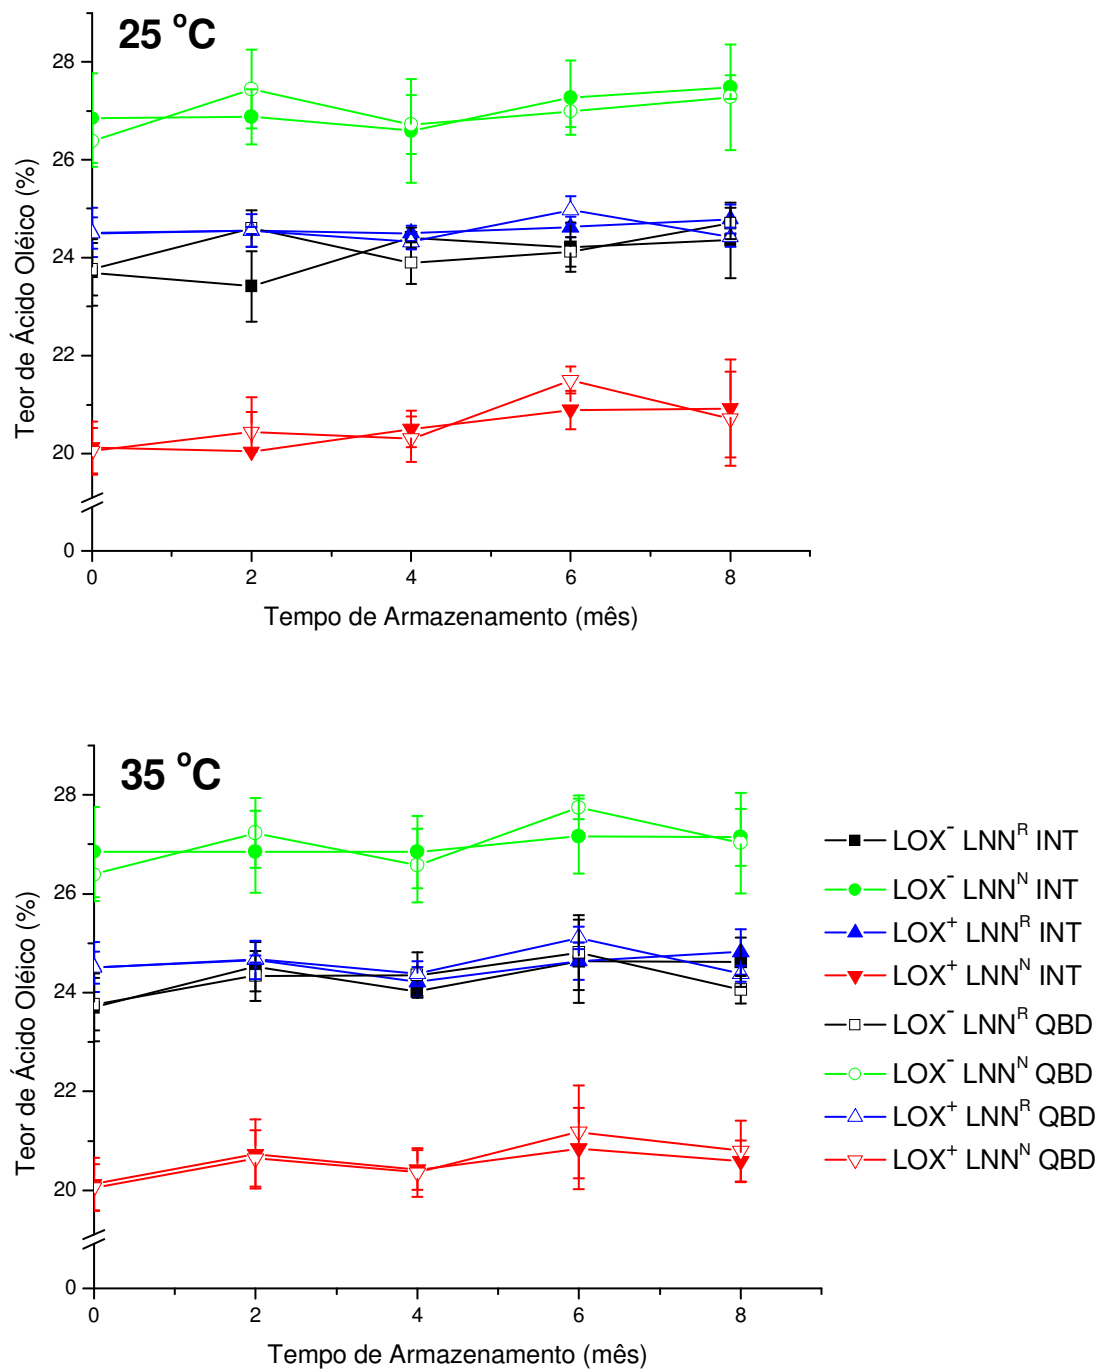 25 °C
28
26
24
22
20
0
Teor de Ácido Oléico (%)
0 2 4 6 8
Tempo de Armazenamento (mês)
35 °C
28
26
24
22
20
0
Teor de Ácido Oléico (%)
0 2 4 6 8
Tempo de Armazenamento (mês)
LOX⁻ LNNᴿ INT
LOX⁻ LNNᴺ INT
LOX⁺ LNNᴿ INT
LOX⁺ LNNᴺ INT
LOX⁻ LNNᴿ QBD
LOX⁻ LNNᴺ QBD
LOX⁺ LNNᴿ QBD
LOX⁺ LNNᴺ QBD